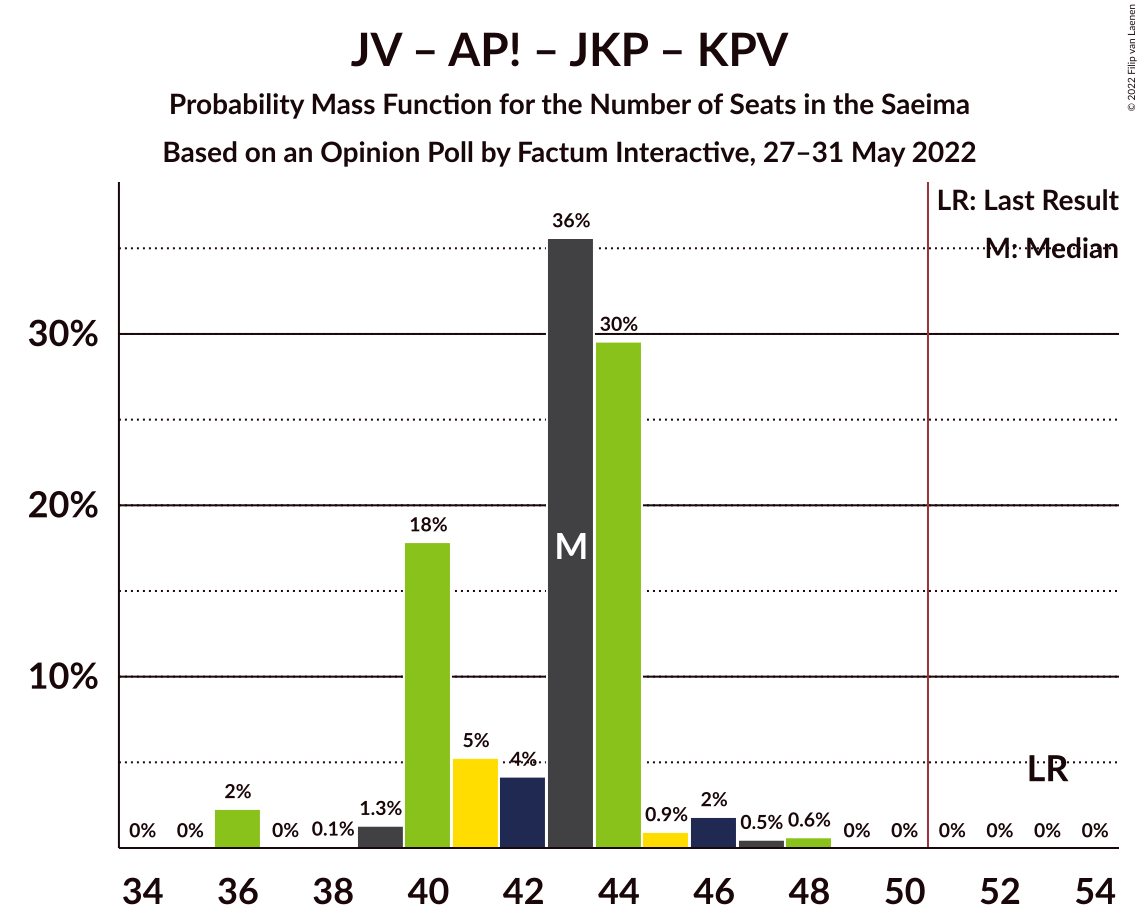 JV – AP! – JKP – KPV
Probability Mass Function for the Number of Seats in the Saeima
Based on an Opinion Poll by Factum Interactive, 27–31 May 2022
© 2022 Filip van Laenen
LR: Last Result
M: Median
30%
20%
10%
0% 0% 2% 0% 0.1% 1.3% 18% 5% 4% 36% 30% 0.9% 2% 0.5% 0.6% 0% 0% 0% 0% 0% 0%
M
LR
34 36 38 40 42 44 46 48 50 52 54